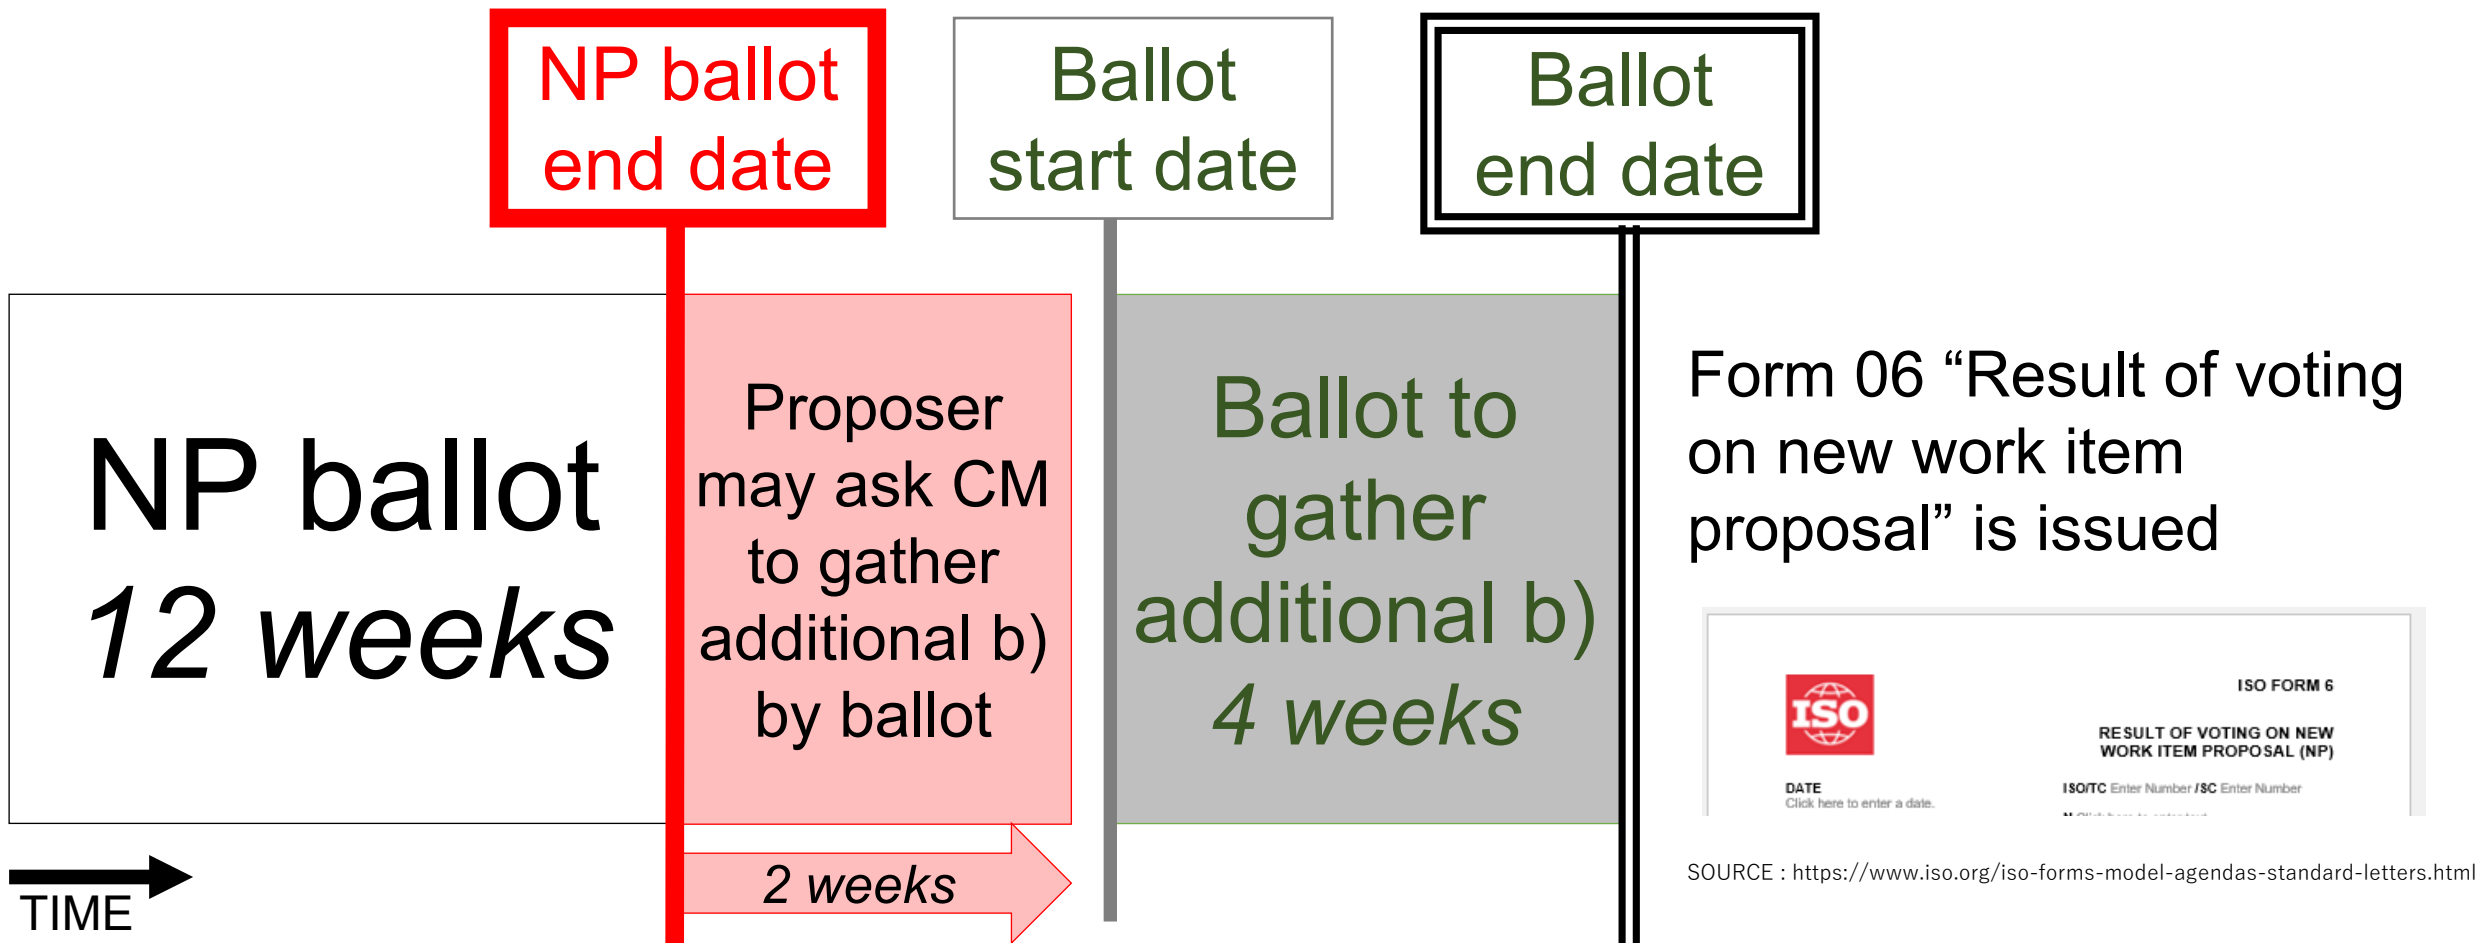 NP ballot
end date
Ballot
start date
Ballot
end date
NP ballot
12 weeks
Proposer
may ask CM
to gather
additional b)
by ballot
2 weeks
Ballot to
gather
additional b)
4 weeks
TIME
Form 06 “Result of voting
on new work item
proposal” is issued
ISO
ISO FORM 6
RESULT OF VOTING ON NEW
WORK ITEM PROPOSAL (NP)
DATE
Click here to enter a date.
ISO/TC Enter Number /SC Enter Number
SOURCE : https://www.iso.org/iso-forms-model-agendas-standard-letters.html